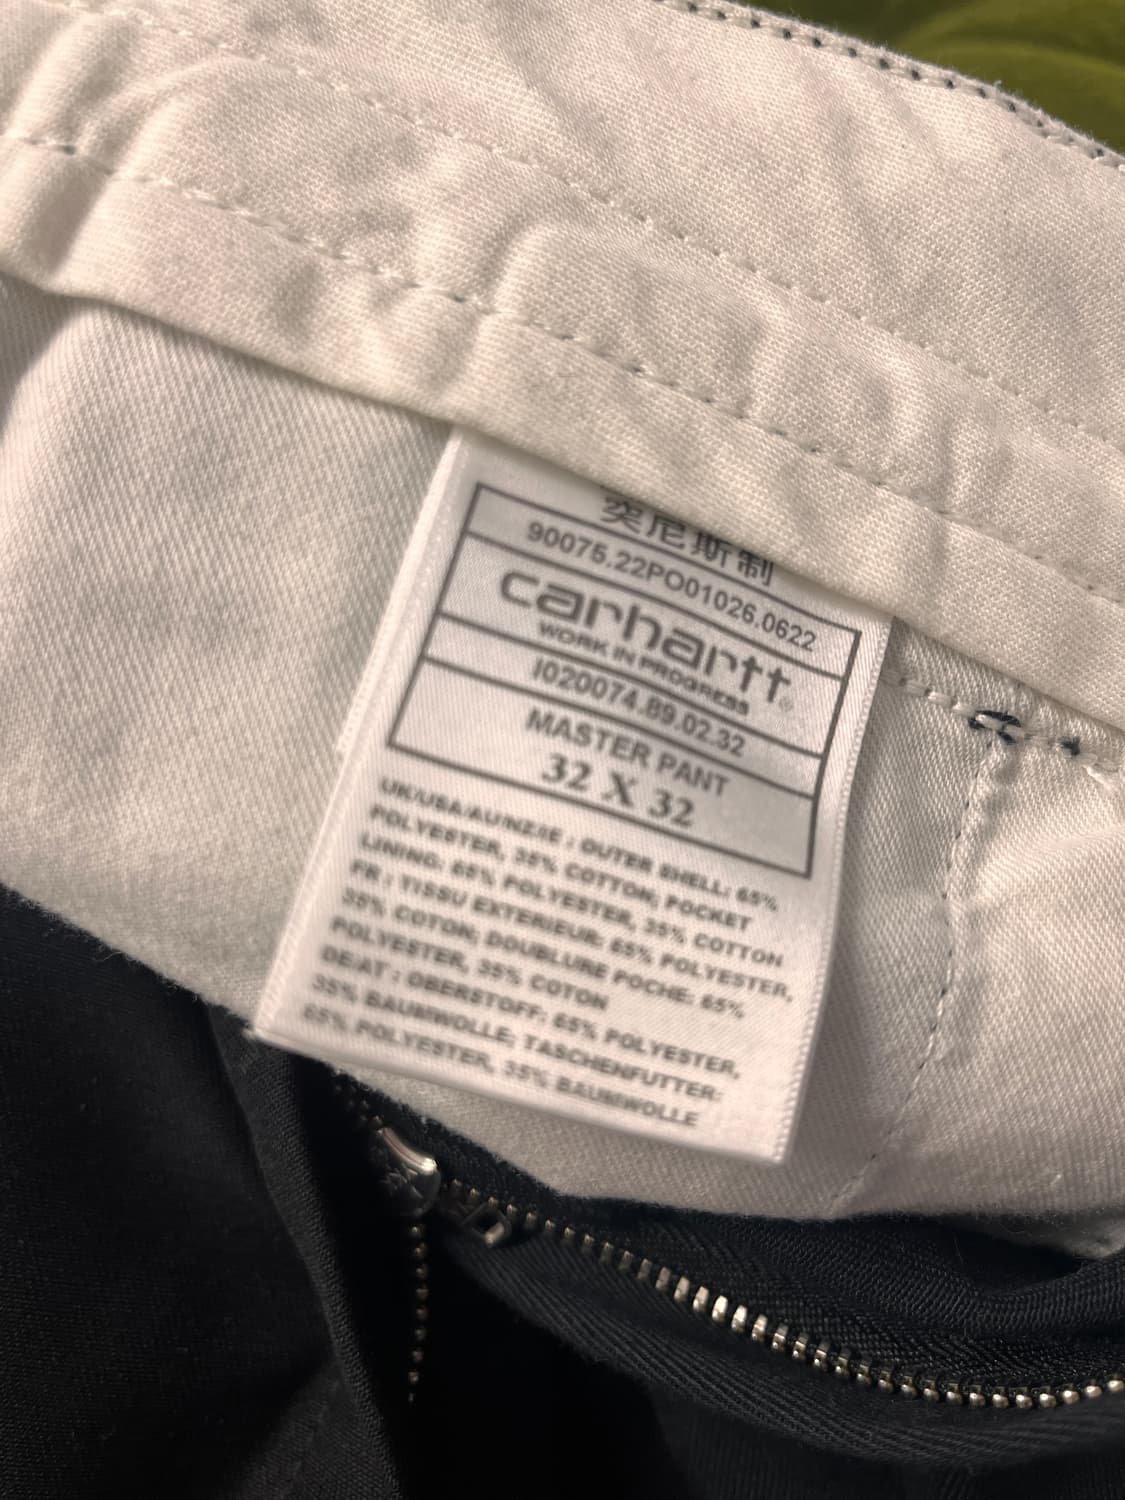 突尼斯制
90075.22PO01026.0622
carhartt®
WORK IN PROGRESS
I020074.89.02.32
MASTER PANT
32 X 32
UK/USA/AU/NZ/IE : OUTER SHELL: 65%
POLYESTER, 35% COTTON; POCKET
LINING: 65% POLYESTER, 35% COTTON
FR : TISSU EXTERIEUR: 65% POLYESTER,
35% COTON; DOUBLURE POCHE: 65%
POLYESTER, 35% COTON
DE/AT : OBERSTOFF: 65% POLYESTER,
35% BAUMWOLLE; TASCHENFUTTER:
65% POLYESTER, 35% BAUMWOLLE